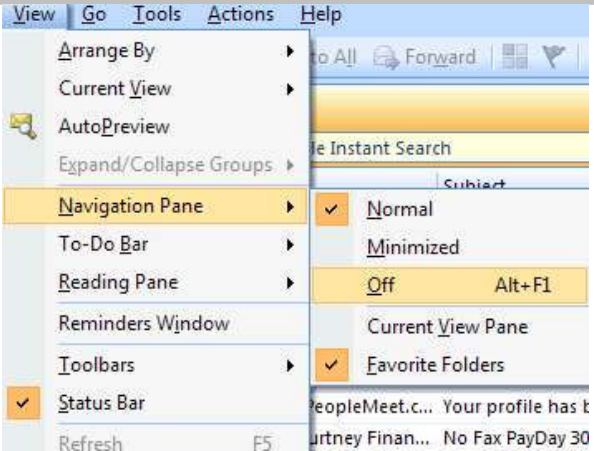 View Go Tools Actions Help
Arrange By
to All Forward
Current View
AutoPreview
Instant Search
Expand/Collapse Groups
Subject
Navigation Pane
Normal
To-Do Bar
Minimized
Reading Pane
Off Alt+F1
Reminders Window
Current View Pane
Toolbars
Favorite Folders
Status Bar
PeopleMeet.c... Your profile has
Refresh F5
urtney Finan... No Fax PayDay 30